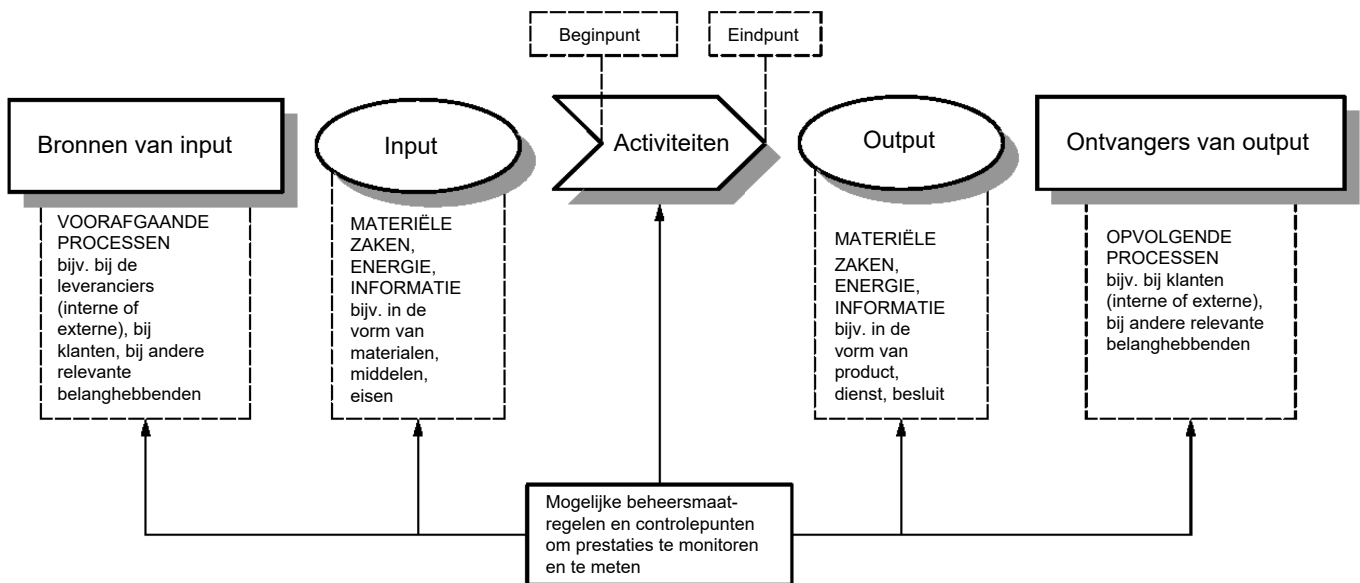 Beginpunt
Eindpunt
Bronnen van input
Input
Activiteiten
Output
Ontvangers van output
VOORAFGAANDE
PROCESSEN
bijv. bij de
leveranciers
(interne of
externe), bij
klanten, bij andere
relevante
belanghebbenden
MATERIËLE
ZAKEN,
ENERGIE,
INFORMATIE
bijv. in de
vorm van
materialen,
middelen,
eisen
MATERIËLE
ZAKEN,
ENERGIE,
INFORMATIE
bijv. in de
vorm van
product,
dienst, besluit
OPVOLGENDE
PROCESSEN
bijv. bij klanten
(interne of externe),
bij andere relevante
belanghebbenden
Mogelijke beheersmaat-
regelen en controlepunten
om prestaties te monitoren
en te meten